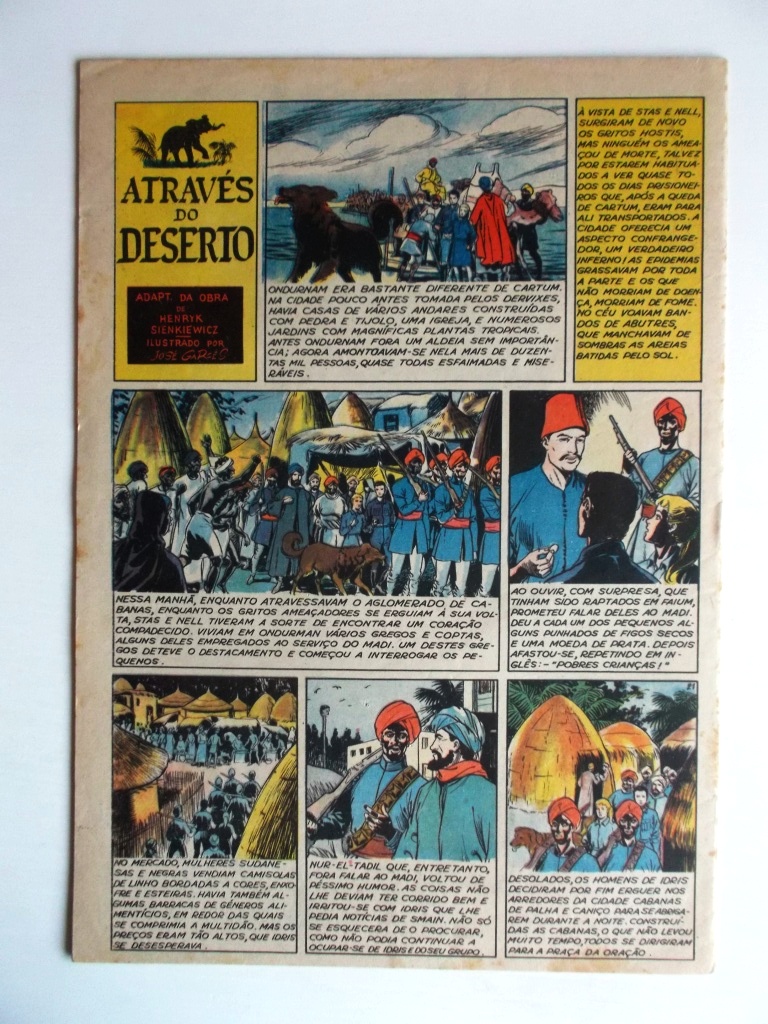 ATRAVÉS
DO
DESERTO
ADAPT. DA OBRA
DE
HENRYK
SIENKIEWICZ
ILUSTRADO POR
JOSÉ GARCÊS
ONDURNAM ERA BASTANTE DIFERENTE DE CARTUM.
NA CIDADE POUCO ANTES TOMADA PELOS DERVIXES,
HAVIA CASAS DE VÁRIOS ANDARES CONSTRUÍDAS
COM PEDRA E TIJOLO, UMA IGREJA, E NUMEROSOS
JARDINS COM MAGNÍFICAS PLANTAS TROPICAIS.
ANTES ONDURNAM FORA UM ALDEIA SEM IMPORTÂN-
CIA; AGORA AMONTOAVAM-SE NELA MAIS DE DUZEN-
TAS MIL PESSOAS, QUASE TODAS ESFAIMADAS E MISE-
RÁVEIS.
À VISTA DE STAS E NELL,
SURGIRAM DE NOVO
OS GRITOS HOSTIS,
MAS NINGUÉM OS AMEA-
ÇOU DE MORTE, TALVEZ
POR ESTAREM HABITUA-
DOS A VER QUASE TO-
DOS OS DIAS PRISIONEI-
ROS QUE, APÓS A QUEDA
DE CARTUM, ERAM PARA
ALI TRANSPORTADOS. A
CIDADE OFERECIA UM
ASPECTO CONFRANGE-
DOR, UM VERDADEIRO
INFERNO! AS EPIDEMIAS
GRASSAVAM POR TODA
A PARTE E OS QUE
NÃO MORRIAM DE DOEN-
ÇA, MORRIAM DE FOME.
NO CÉU VOAVAM BAN-
DOS DE ABUTRES,
QUE MANCHAVAM DE
SOMBRAS AS AREIAS
BATIDAS PELO SOL.
NESSA MANHÃ, ENQUANTO ATRAVESSAVAM O AGLOMERADO DE CA-
BANAS, ENQUANTO OS GRITOS AMEAÇADORES SE ERGUIAM À SUA VOL-
TA, STAS E NELL TIVERAM A SORTE DE ENCONTRAR UM CORAÇÃO
COMPADECIDO. VIVIAM EM ONDURMAN VÁRIOS GREGOS E COPTAS,
ALGUNS DELES EMPREGADOS AO SERVIÇO DO MADI. UM DESTES GRE-
GOS DETEVE O DESTACAMENTO E COMEÇOU A INTERROGAR OS PE-
QUENOS.
AO OUVIR, COM SURPRESA, QUE
TINHAM SIDO RAPTADOS EM FAIUM,
PROMETEU FALAR DELES AO MADI.
DEU A CADA UM DOS PEQUENOS AL-
GUNS PUNHADOS DE FIGOS SECOS
E UMA MOEDA DE PRATA. DEPOIS
AFASTOU-SE, REPETINDO EM IN-
GLÊS:-"POBRES CRIANÇAS!"
NO MERCADO, MULHERES SUDANE-
SAS E NEGRAS VENDIAM CAMISOLAS
DE LINHO BORDADAS A CORES, ENXO-
FRE E ESTEIRAS. HAVIA TAMBÉM AL-
GUMAS BARRACAS DE GÉNEROS ALI-
MENTÍCIOS, EM REDOR DAS QUAIS
SE COMPRIMIA A MULTIDÃO. MAS OS
PREÇOS ERAM TÃO ALTOS, QUE IDRIS
SE DESESPERAVA.
NUR-EL-TADIL QUE, ENTRETANTO,
FORA FALAR AO MADI, VOLTOU DE
PÉSSIMO HUMOR. AS COISAS NÃO
LHE DEVIAM TER CORRIDO BEM E
IRRITOU-SE COM IDRIS QUE LHE
PEDIA NOTÍCIAS DE SMAIN. NÃO SÓ
SE ESQUECERA DE O PROCURAR,
COMO NÃO PODIA CONTINUAR A
OCUPAR-SE DE IDRIS E DO SEU GRUPO.
21
DESOLADOS, OS HOMENS DE IDRIS
DECIDIRAM POR FIM ERGUER NOS
ARREDORES DA CIDADE CABANAS
DE PALHA E CANIÇO PARA SE ABRIGA-
REM DURANTE A NOITE. CONSTRUÍ-
DAS AS CABANAS, O QUE NÃO LEVOU
MUITO TEMPO, TODOS SE DIRIGIRAM
PARA A PRAÇA DA ORAÇÃO.